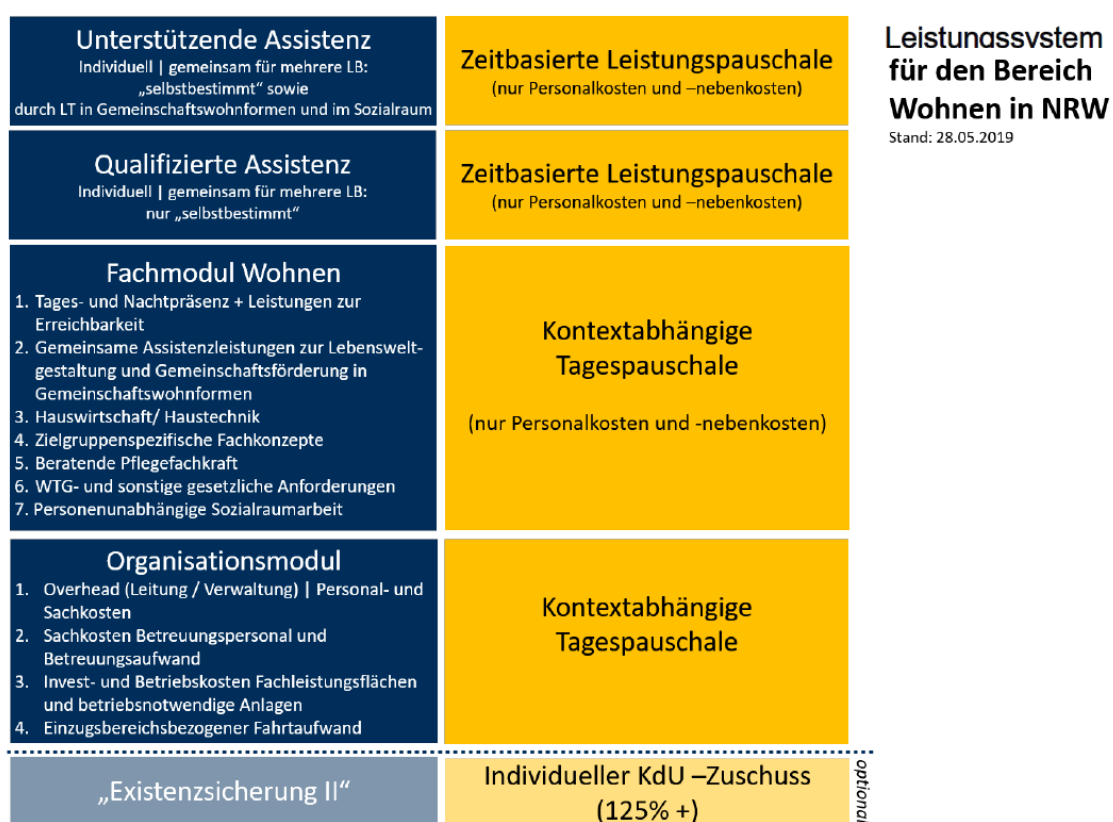 Unterstützende Assistenz
Individuell | gemeinsam für mehrere LB:
„selbstbestimmt“ sowie
durch LT in Gemeinschaftswohnformen und im Sozialraum
Zeitbasierte Leistungspauschale
(nur Personalkosten und –nebenkosten)
Leistungssystem
für den Bereich
Wohnen in NRW
Stand: 28.05.2019
Qualifizierte Assistenz
Individuell | gemeinsam für mehrere LB:
nur „selbstbestimmt“
Zeitbasierte Leistungspauschale
(nur Personalkosten und –nebenkosten)
Fachmodul Wohnen
1. Tages- und Nachtpräsenz + Leistungen zur
Erreichbarkeit
2. Gemeinsame Assistenzleistungen zur Lebenswelt-
gestaltung und Gemeinschaftsförderung in
Gemeinschaftswohnformen
3. Hauswirtschaft/ Haustechnik
4. Zielgruppenspezifische Fachkonzepte
5. Beratende Pflegefachkraft
6. WTG- und sonstige gesetzliche Anforderungen
7. Personenunabhängige Sozialraumarbeit
Kontextabhängige
Tagespauschale
(nur Personalkosten und -nebenkosten)
Organisationsmodul
1. Overhead (Leitung / Verwaltung) | Personal- und
Sachkosten
2. Sachkosten Betreuungspersonal und
Betreuungsaufwand
3. Invest- und Betriebskosten Fachleistungsflächen
und betriebsnotwendige Anlagen
4. Einzugsbereichsbezogener Fahrtaufwand
Kontextabhängige
Tagespauschale
„Existenzsicherung II“
Individueller KdU –Zuschuss
(125% +)
optional